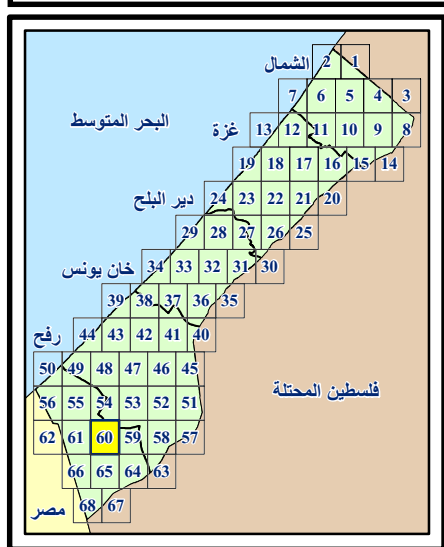 الشمال
2 1
7 6 5 4 3
البحر المتوسط
غزة
13 12 11 10 9 8
19 18 17 16 15 14
دير البلح
24 23 22 21 20
29 28 27 26 25
خان يونس
34 33 32 31 30
39 38 37 36 35
رفح
44 43 42 41 40
50 49 48 47 46 45
فلسطين المحتلة
56 55 54 53 52 51
62 61 60 59 58 57
66 65 64 63
مصر
68 67